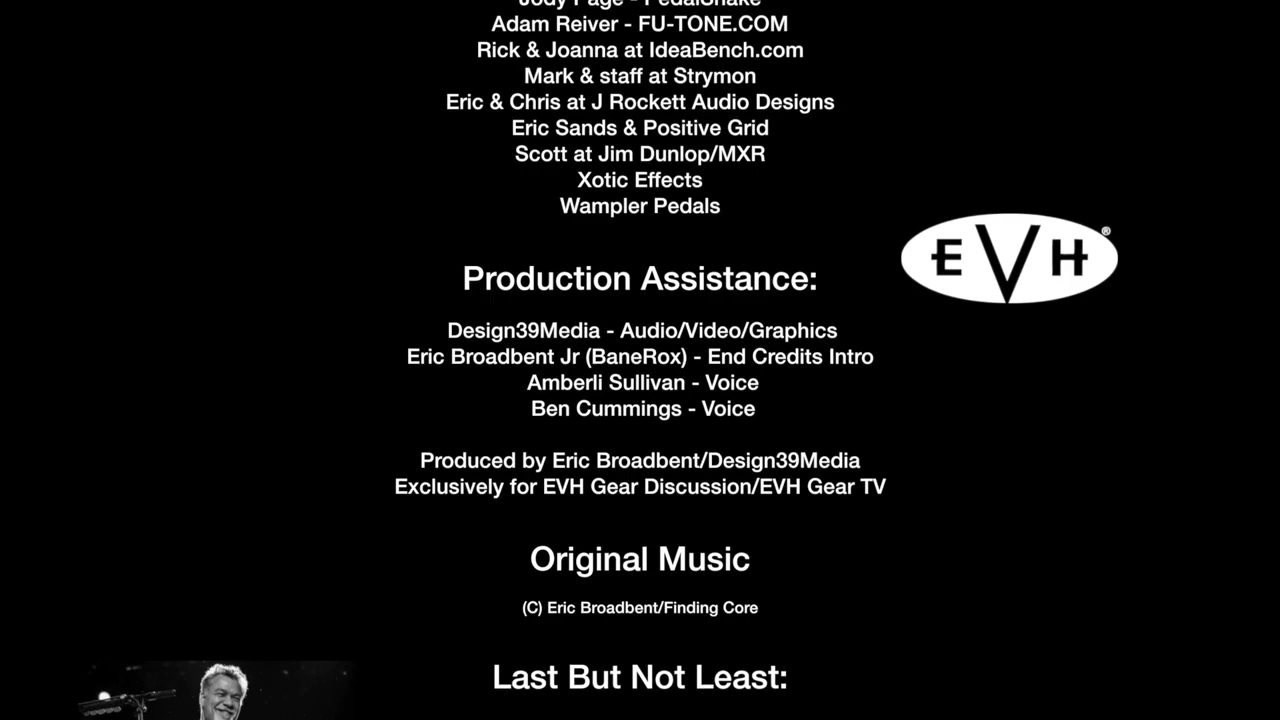 Jody Page - PedalSnake
Adam Reiver - FU-TONE.COM
Rick & Joanna at IdeaBench.com
Mark & staff at Strymon
Eric & Chris at J Rockett Audio Designs
Eric Sands & Positive Grid
Scott at Jim Dunlop/MXR
Xotic Effects
Wampler Pedals
EVH®
Production Assistance:
Design39Media - Audio/Video/Graphics
Eric Broadbent Jr (BaneRox) - End Credits Intro
Amberli Sullivan - Voice
Ben Cummings - Voice
Produced by Eric Broadbent/Design39Media
Exclusively for EVH Gear Discussion/EVH Gear TV
Original Music
(C) Eric Broadbent/Finding Core
Last But Not Least: